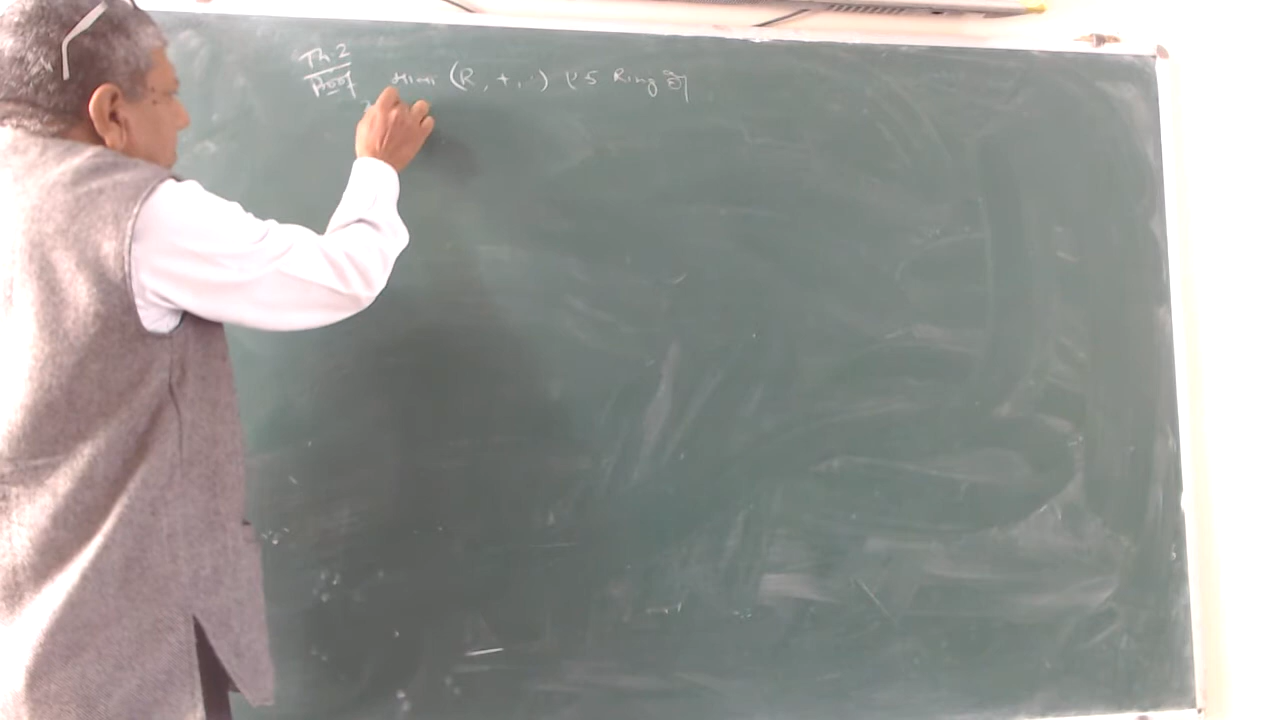 Th.2
Proof माना (R, +, ·) एक Ring है।